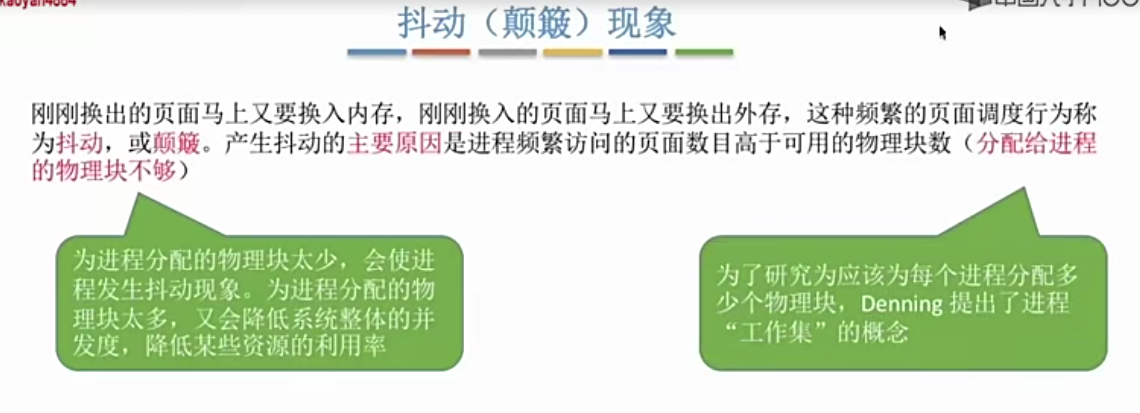 抖动（颠簸）现象
刚刚换出的页面马上又要换入内存，刚刚换入的页面马上又要换出外存，这种频繁的页面调度行为称
为抖动，或颠簸。产生抖动的主要原因是进程频繁访问的页面数目高于可用的物理块数（分配给进程
的物理块不够）
为进程分配的物理块太少，会使进
程发生抖动现象。为进程分配的物
理块太多，又会降低系统整体的并
发度，降低某些资源的利用率
为了研究为应该为每个进程分配多
少个物理块，Denning 提出了进程
“工作集”的概念